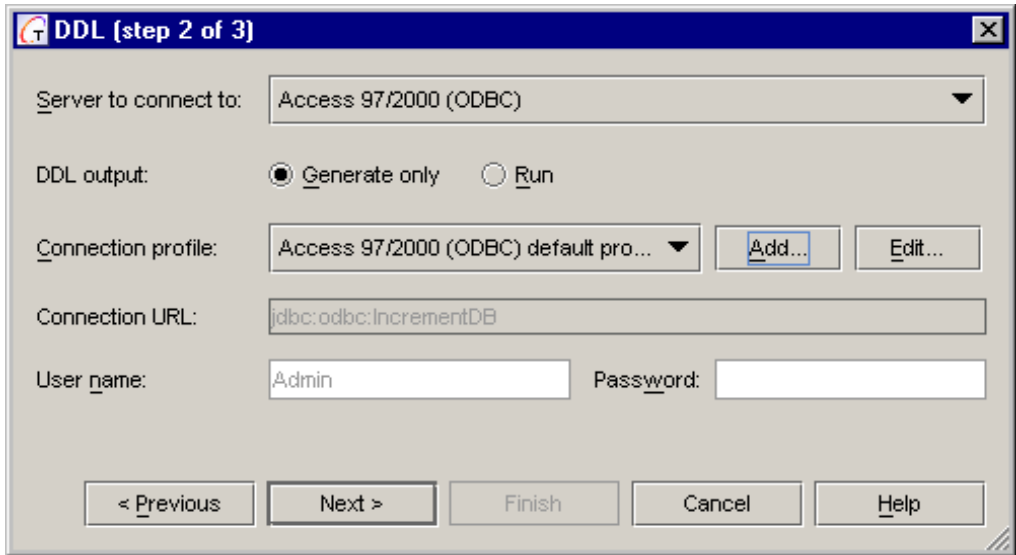 DDL (step 2 of 3)
Server to connect to: Access 97/2000 (ODBC)
DDL output: Generate only Run
Connection profile: Access 97/2000 (ODBC) default pro... Add... Edit...
Connection URL: jdbc:odbc:IncrementDB
User name: Admin Password:
< Previous Next > Finish Cancel Help